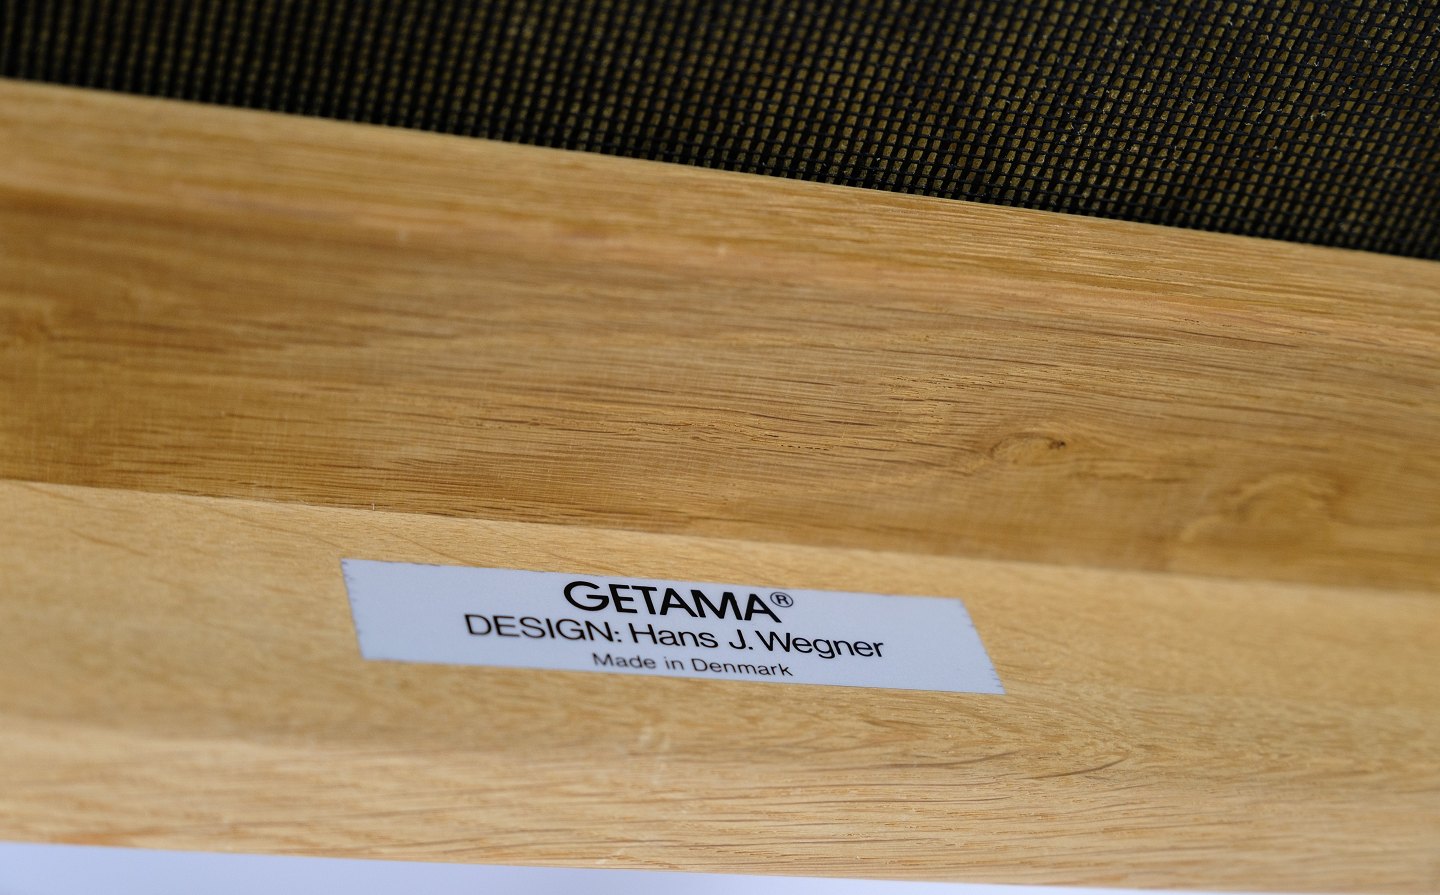 GETAMA®
DESIGN: Hans J. Wegner
Made in Denmark